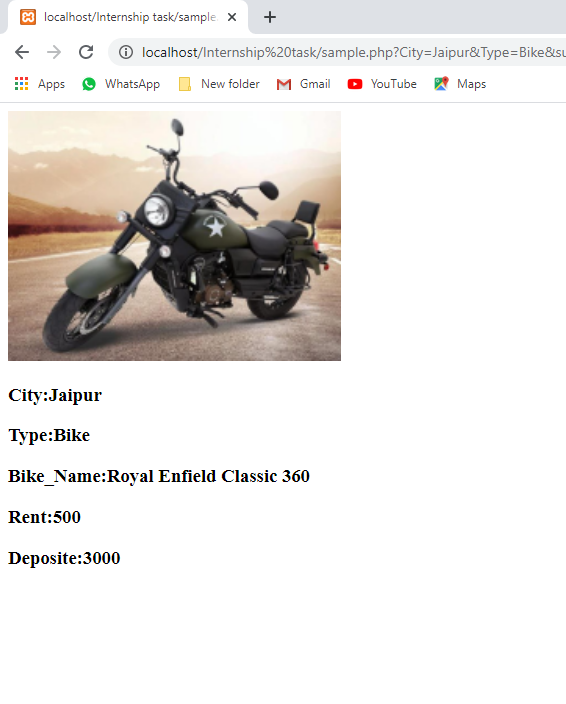 localhost/Internship task/sample
localhost/Internship%20task/sample.php?City=Jaipur&Type=Bike&su
Apps WhatsApp New folder Gmail YouTube Maps
City:Jaipur
Type:Bike
Bike_Name:Royal Enfield Classic 360
Rent:500
Deposite:3000